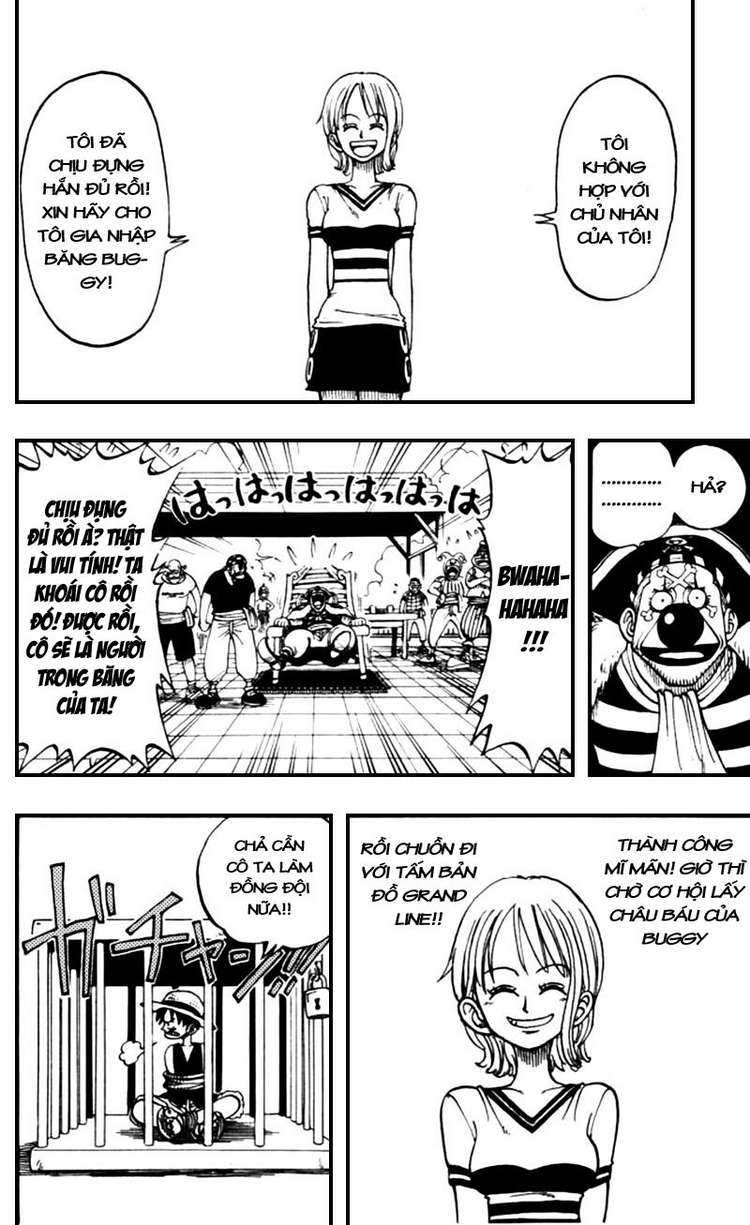 TÔI
KHÔNG
HỢP VỚI
CHỦ NHÂN
CỦA TÔI!
TÔI ĐÃ
CHỊU ĐỰNG
HẮN ĐỦ RỒI!
XIN HÃY CHO
TÔI GIA NHẬP
BĂNG BUG-
GY!
............. HẢ?
.............
はっはっはっはっはっは
BWAHA-
HAHAHA
!!!
CHỊU ĐỰNG
ĐỦ RỒI À? THẬT
LÀ VUI TÍNH! TA
KHOÁI CÔ RỒI
ĐÓ! ĐƯỢC RỒI,
CÔ SẼ LÀ NGƯỜI
TRONG BĂNG
CỦA TA!
THÀNH CÔNG
MĨ MÃN! GIỜ THÌ
CHỜ CƠ HỘI LẤY
CHÂU BÁU CỦA
BUGGY
RỒI CHUỒN ĐI
VỚI TẤM BẢN
ĐỒ GRAND
LINE!!
CHẢ CẦN
CÔ TA LÀM
ĐỒNG ĐỘI
NỮA!!
ガチャーン!!!